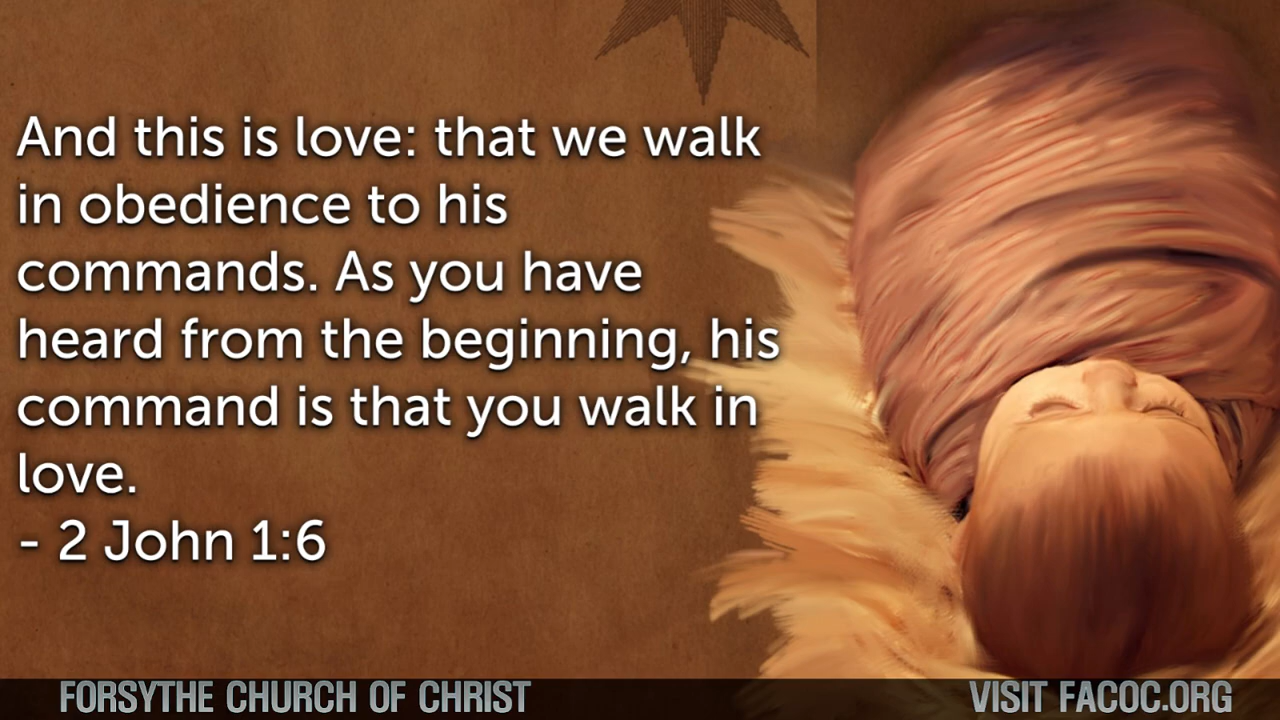 And this is love: that we walk
in obedience to his
commands. As you have
heard from the beginning, his
command is that you walk in
love.
- 2 John 1:6
FORSYTHE CHURCH OF CHRIST
VISIT FACOC.ORG